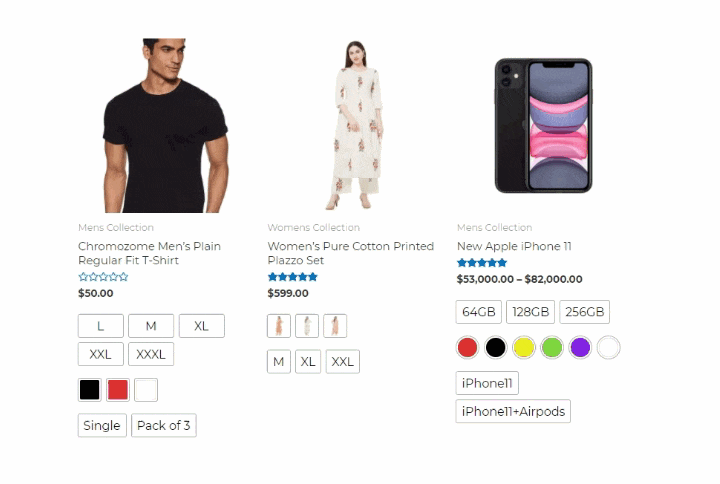 Mens Collection
Chromozome Men's Plain
Regular Fit T-Shirt
$50.00
L
M
XL
XXL
XXXL
Single
Pack of 3
Womens Collection
Women's Pure Cotton Printed
Plazzo Set
$599.00
M
XL
XXL
Mens Collection
New Apple iPhone 11
$53,000.00 – $82,000.00
64GB
128GB
256GB
iPhone11
iPhone11+Airpods